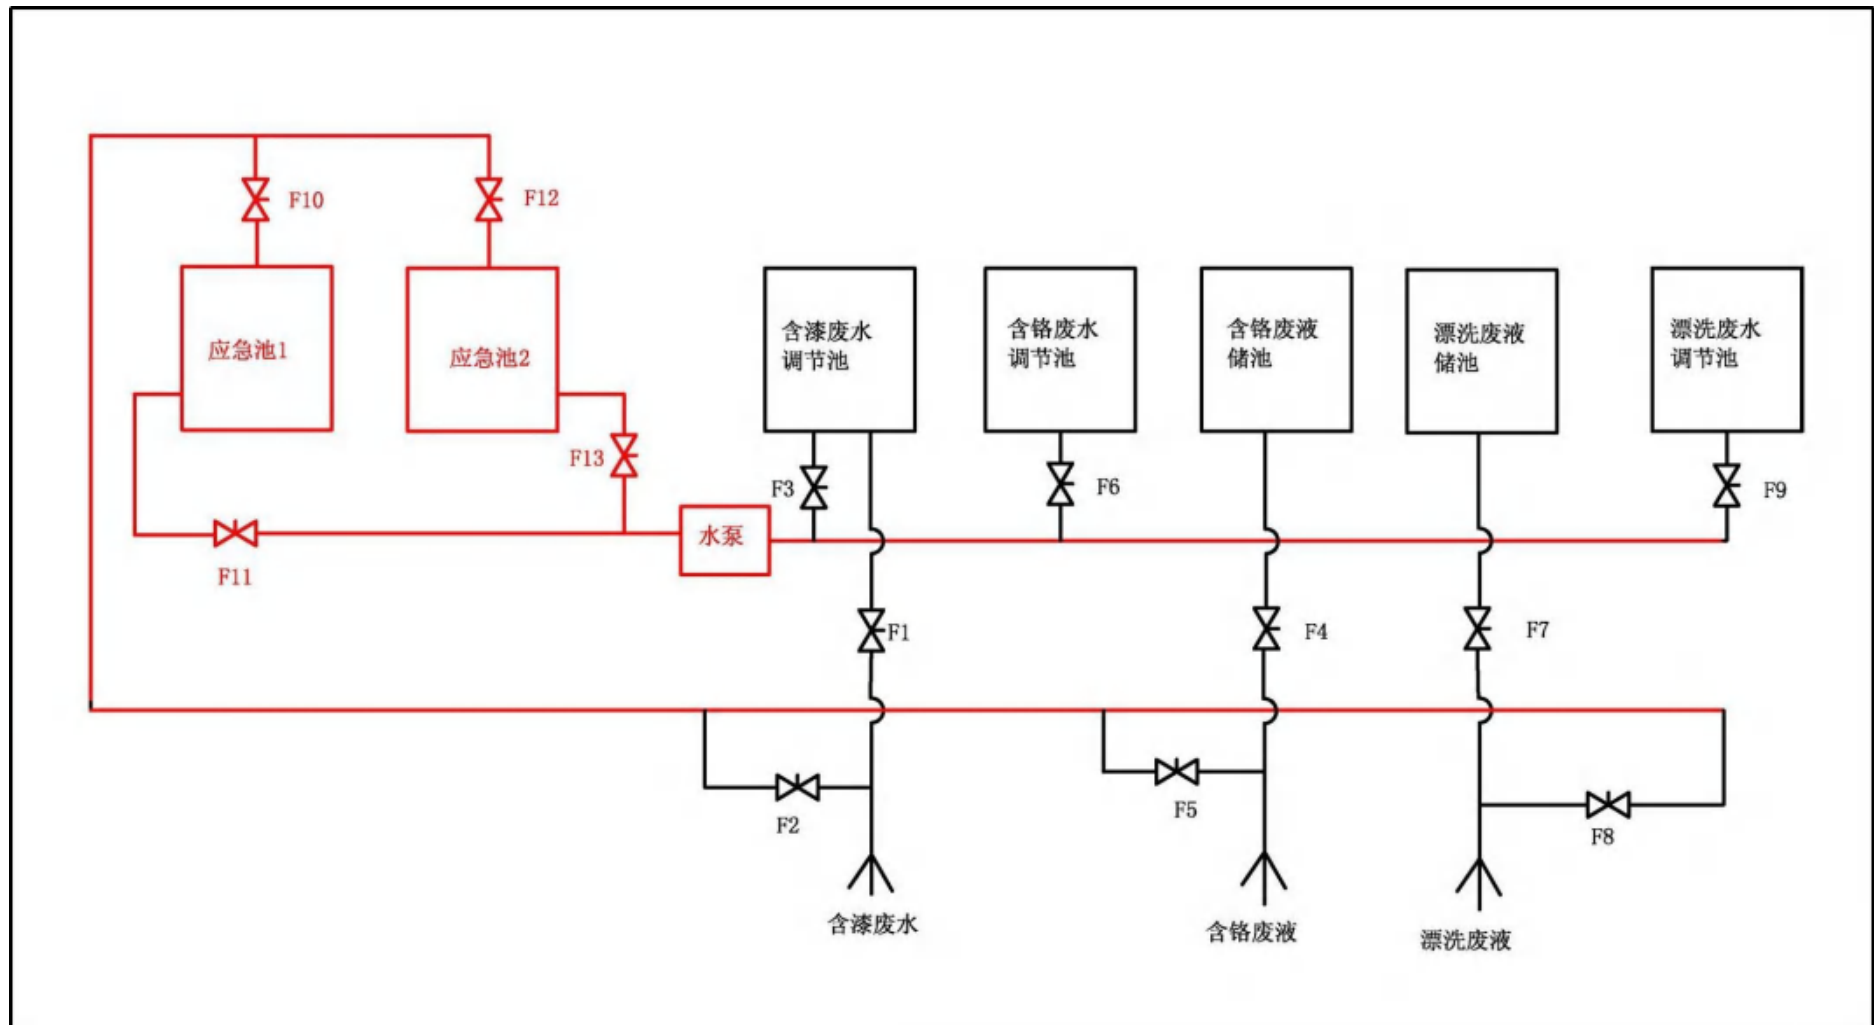 F10
F12
应急池1
应急池2
含漆废水
调节池
含铬废水
调节池
含铬废液
储池
漂洗废液
储池
漂洗废水
调节池
F13
F3
F6
F9
水泵
F11
F1
F4
F7
F2
F5
F8
含漆废水
含铬废液
漂洗废液